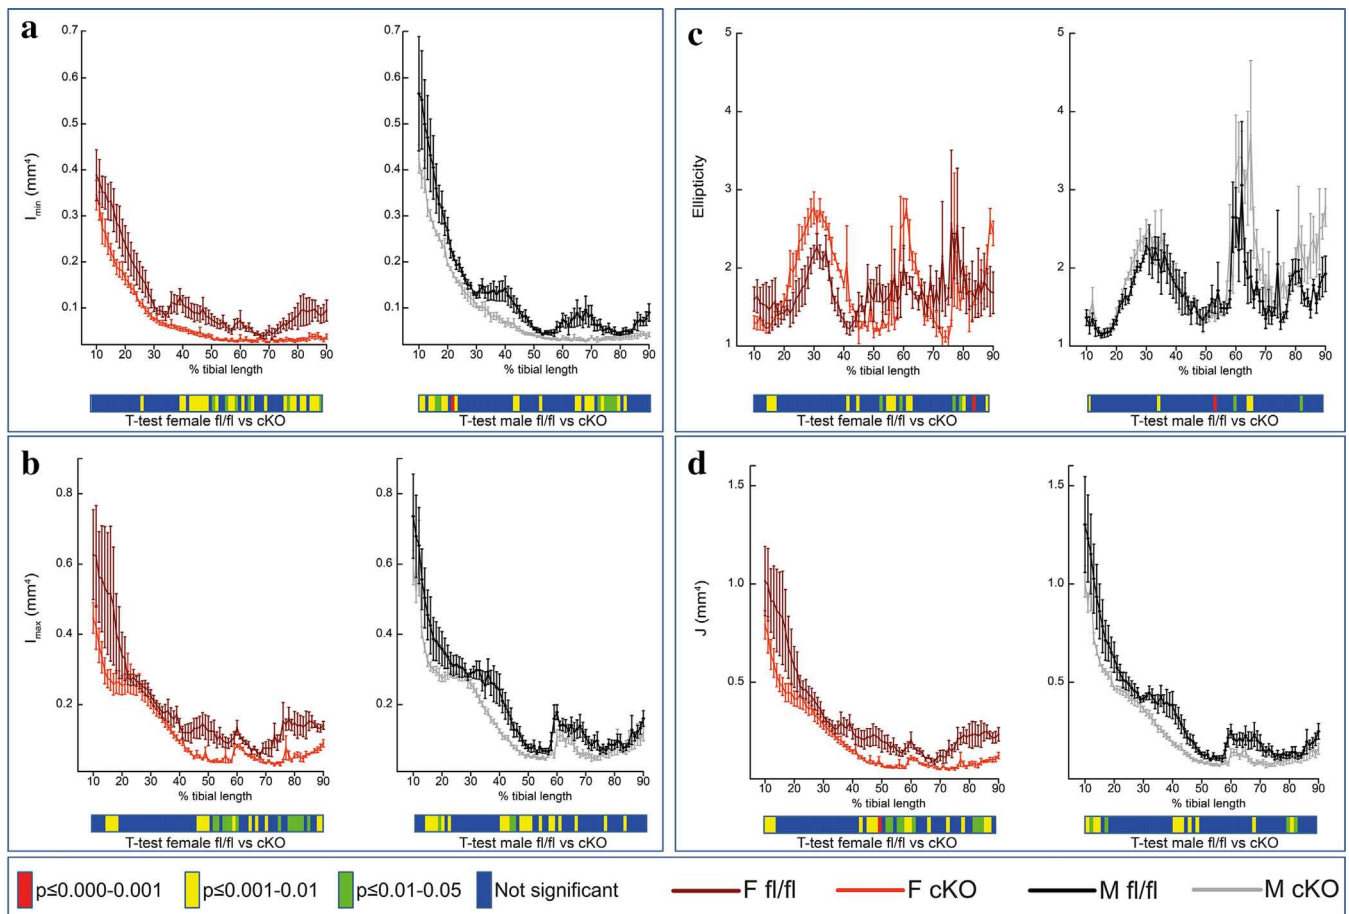 a
0.7
0.6
0.5
0.4
0.3
0.2
0.1
I min (mm⁴)
10 20 30 40 50 60 70 80 90
% tibial length
T-test female fl/fl vs cKO
0.7
0.6
0.5
0.4
0.3
0.2
0.1
10 20 30 40 50 60 70 80 90
% tibial length
T-test male fl/fl vs cKO
c
5
4
3
2
1
Ellipticity
10 20 30 40 50 60 70 80 90
% tibial length
T-test female fl/fl vs cKO
5
4
3
2
1
10 20 30 40 50 60 70 80 90
% tibial length
T-test male fl/fl vs cKO
b
0.8
0.6
0.4
0.2
I max (mm⁴)
10 20 30 40 50 60 70 80 90
% tibial length
T-test female fl/fl vs cKO
0.8
0.6
0.4
0.2
10 20 30 40 50 60 70 80 90
% tibial length
T-test male fl/fl vs cKO
d
1.5
1.0
0.5
J (mm⁴)
10 20 30 40 50 60 70 80 90
% tibial length
T-test female fl/fl vs cKO
1.5
1.0
0.5
10 20 30 40 50 60 70 80 90
% tibial length
T-test male fl/fl vs cKO
p≤0.000-0.001 p≤0.001-0.01 p≤0.01-0.05 Not significant F fl/fl F cKO M fl/fl M cKO